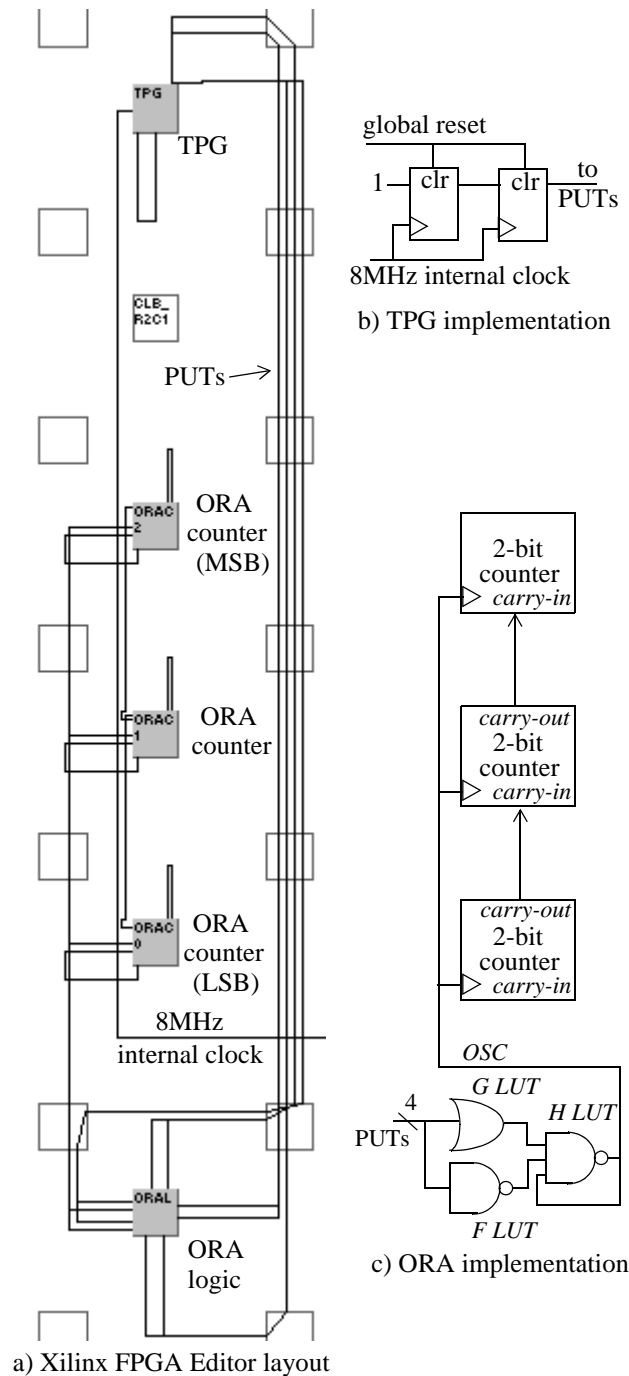 TPG
TPG
CLB_
R2C1
PUTs
ORAC
2
ORA
counter
(MSB)
ORAC
1
ORA
counter
ORAC
0
ORA
counter
(LSB)
8MHz
internal clock
ORAL
ORA
logic
a) Xilinx FPGA Editor layout
global reset
1
clr
clr
to
PUTs
8MHz internal clock
b) TPG implementation
2-bit
counter
carry-in
carry-out
2-bit
counter
carry-in
carry-out
2-bit
counter
carry-in
OSC
G LUT
4
H LUT
PUTs
F LUT
c) ORA implementation